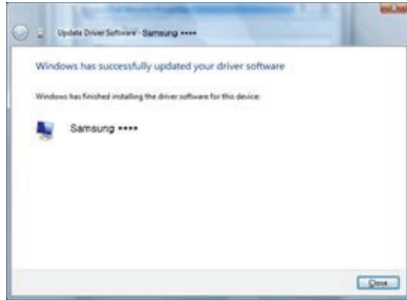 Update Driver Software - Samsung ****
Windows has successfully updated your driver software
Windows has finished installing the driver software for this device:
Samsung ****
Close